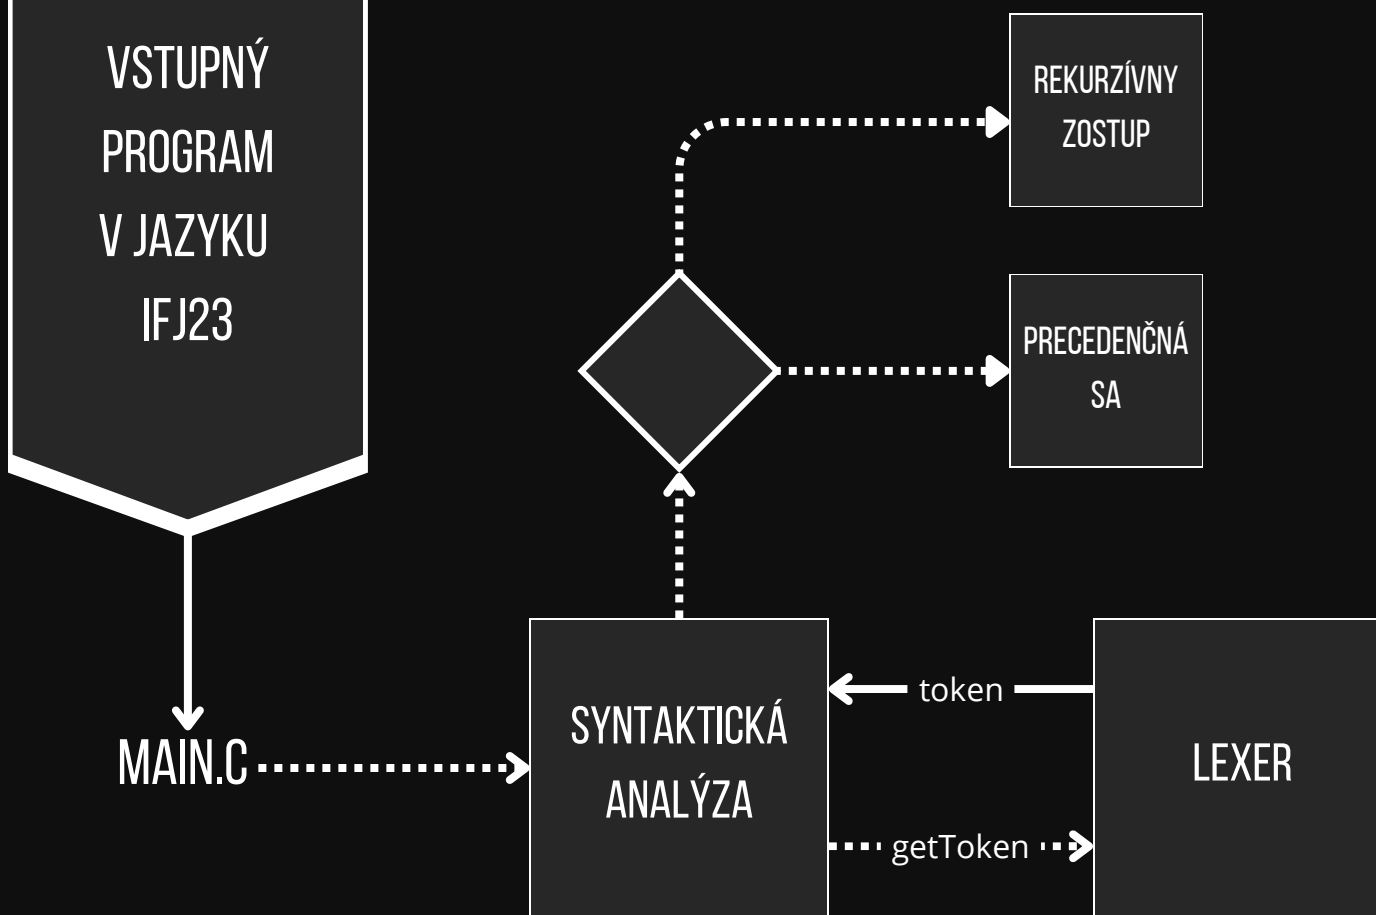 VSTUPNÝ
PROGRAM
V JAZYKU
IFJ23
REKURZÍVNY
ZOSTUP
PRECEDENČNÁ
SA
MAIN.C
SYNTAKTICKÁ
ANALÝZA
token
getToken
LEXER